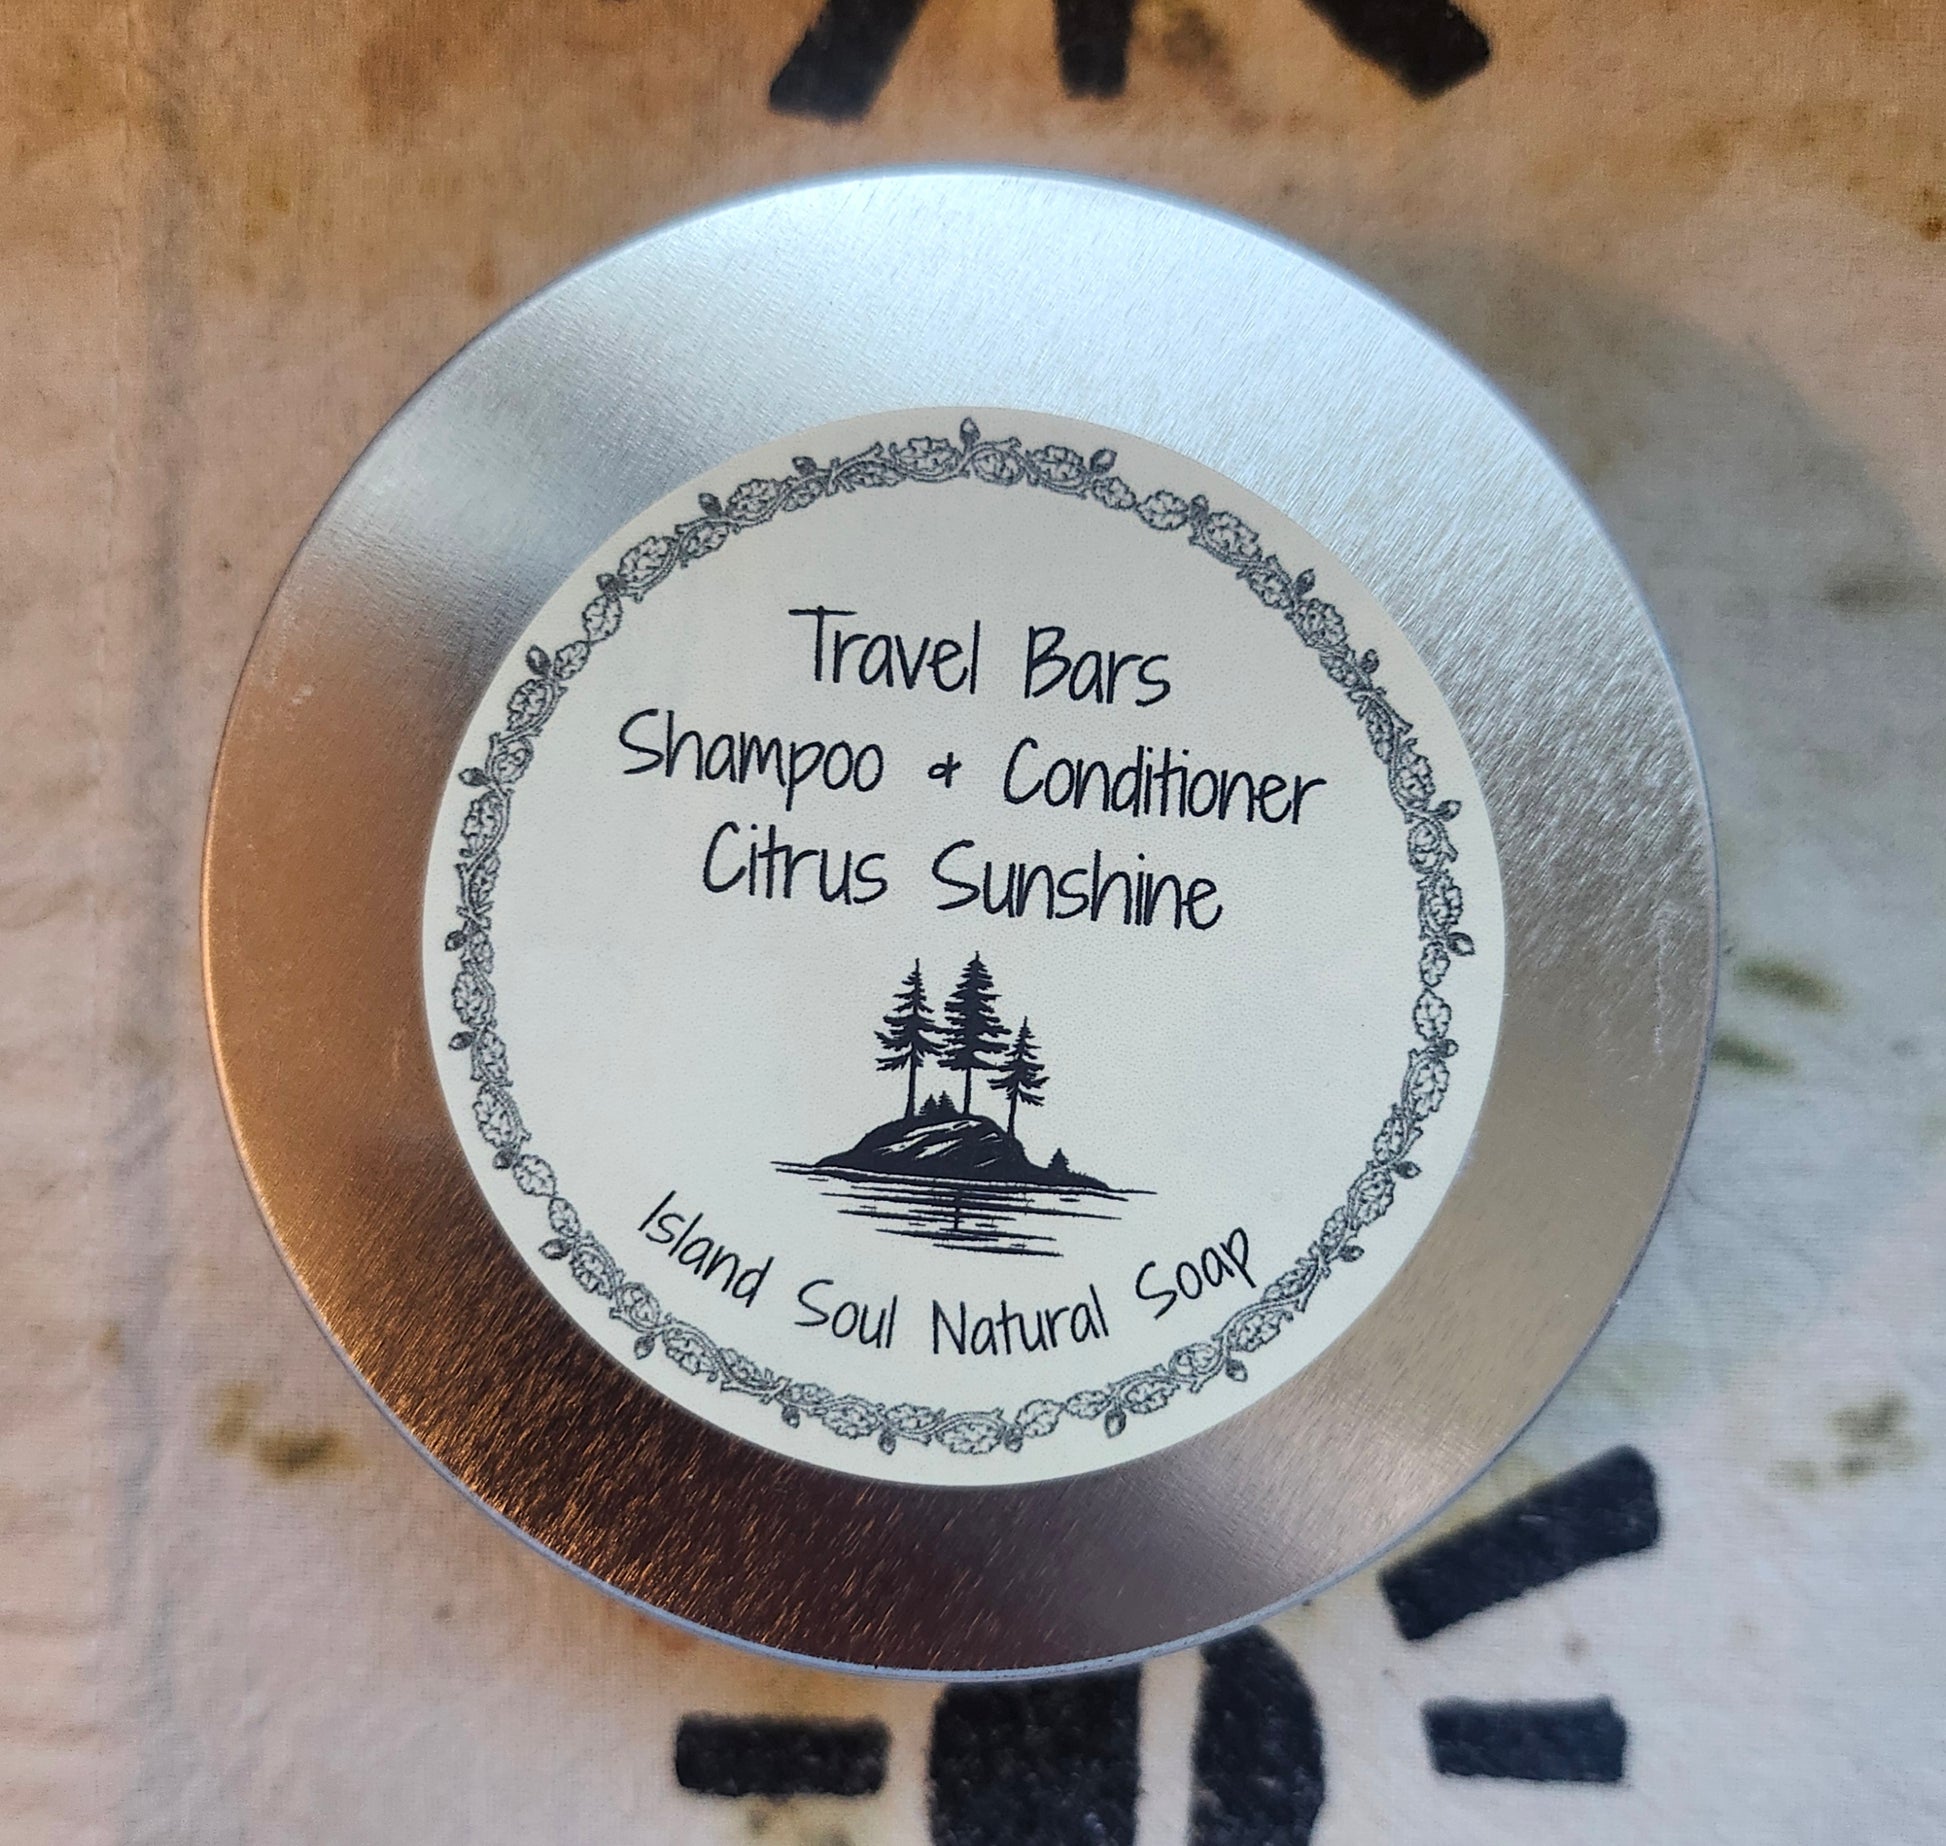 Travel Bars
Shampoo & Conditioner
Citrus Sunshine
Island Soul Natural Soap